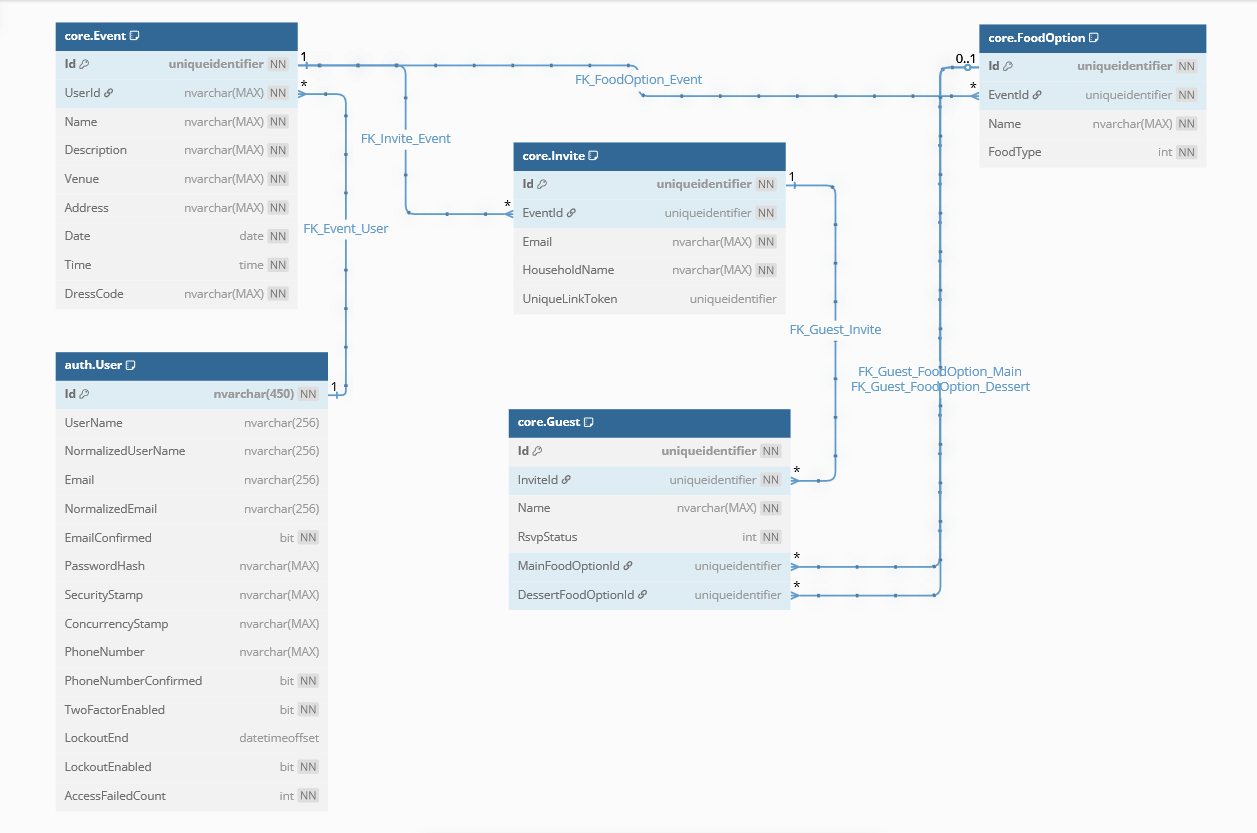 core.Event
Id uniqueidentifier NN
UserId nvarchar(MAX) NN
Name nvarchar(MAX) NN
Description nvarchar(MAX) NN
Venue nvarchar(MAX) NN
Address nvarchar(MAX) NN
Date date NN
Time time NN
DressCode nvarchar(MAX) NN
1
*
FK_FoodOption_Event
FK_Invite_Event
FK_Event_User
core.FoodOption
0..1
Id uniqueidentifier NN
*
EventId uniqueidentifier NN
Name nvarchar(MAX) NN
FoodType int NN
core.Invite
Id uniqueidentifier NN
1
*
EventId uniqueidentifier NN
Email nvarchar(MAX) NN
HouseholdName nvarchar(MAX) NN
UniqueLinkToken uniqueidentifier
FK_Guest_Invite
FK_Guest_FoodOption_Main
FK_Guest_FoodOption_Dessert
auth.User
Id nvarchar(450) NN
1
UserName nvarchar(256)
NormalizedUserName nvarchar(256)
Email nvarchar(256)
NormalizedEmail nvarchar(256)
EmailConfirmed bit NN
PasswordHash nvarchar(MAX)
SecurityStamp nvarchar(MAX)
ConcurrencyStamp nvarchar(MAX)
PhoneNumber nvarchar(MAX)
PhoneNumberConfirmed bit NN
TwoFactorEnabled bit NN
LockoutEnd datetimeoffset
LockoutEnabled bit NN
AccessFailedCount int NN
core.Guest
Id uniqueidentifier NN
InviteId uniqueidentifier NN
*
Name nvarchar(MAX) NN
RsvpStatus int NN
MainFoodOptionId uniqueidentifier
*
DessertFoodOptionId uniqueidentifier
*